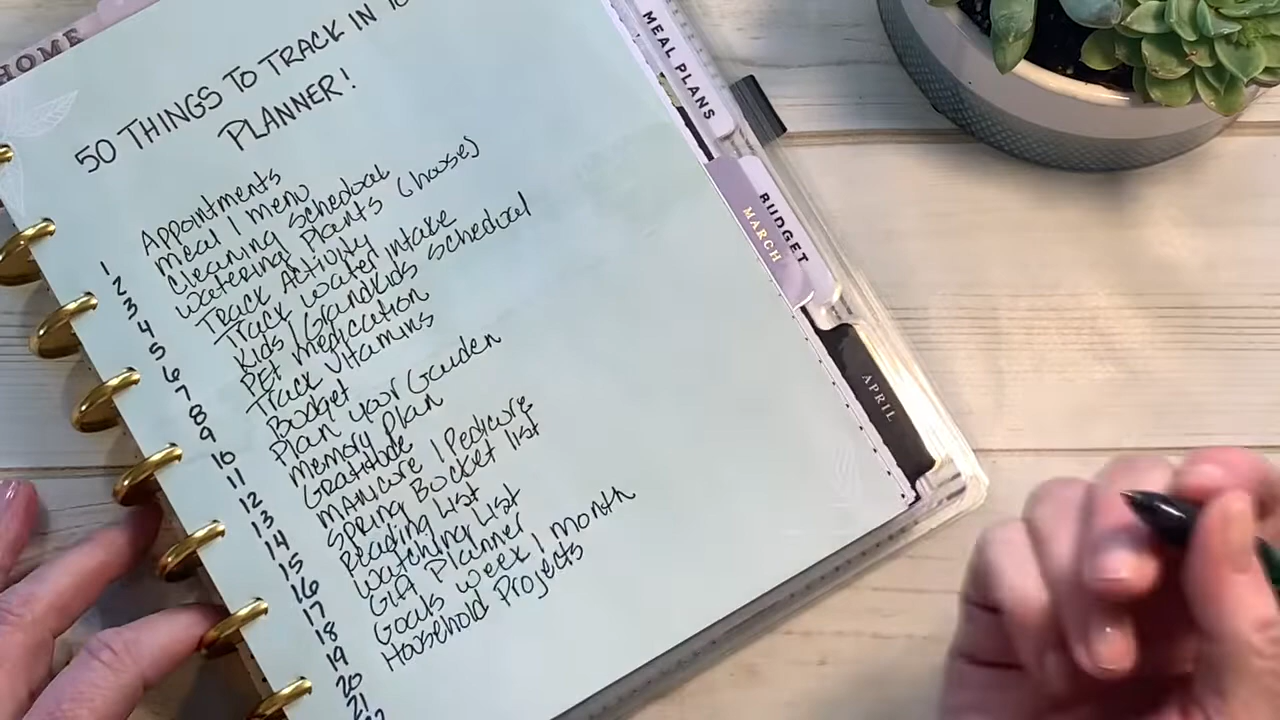 HOME
50 THINGS TO TRACK IN
PLANNER!
1 Appointments
2 Meal | menu
3 Cleaning schedual
4 Watering Plants (house)
5 Track Activity
6 Track water intake
7 Kids | Grandkids schedual
8 PEt medication
9 Track Vitamins
10 Budget
11 Plan your Garden
12 Memory Plan
13 Gratitude
14 Manicure | Pedicure
15 Spring Bucket list
16 Reading List
17 Watching List
18 Gift Planner
19 Goals week | month
20 Household Projects
21
MEAL PLANS
BUDGET
MARCH
APRIL